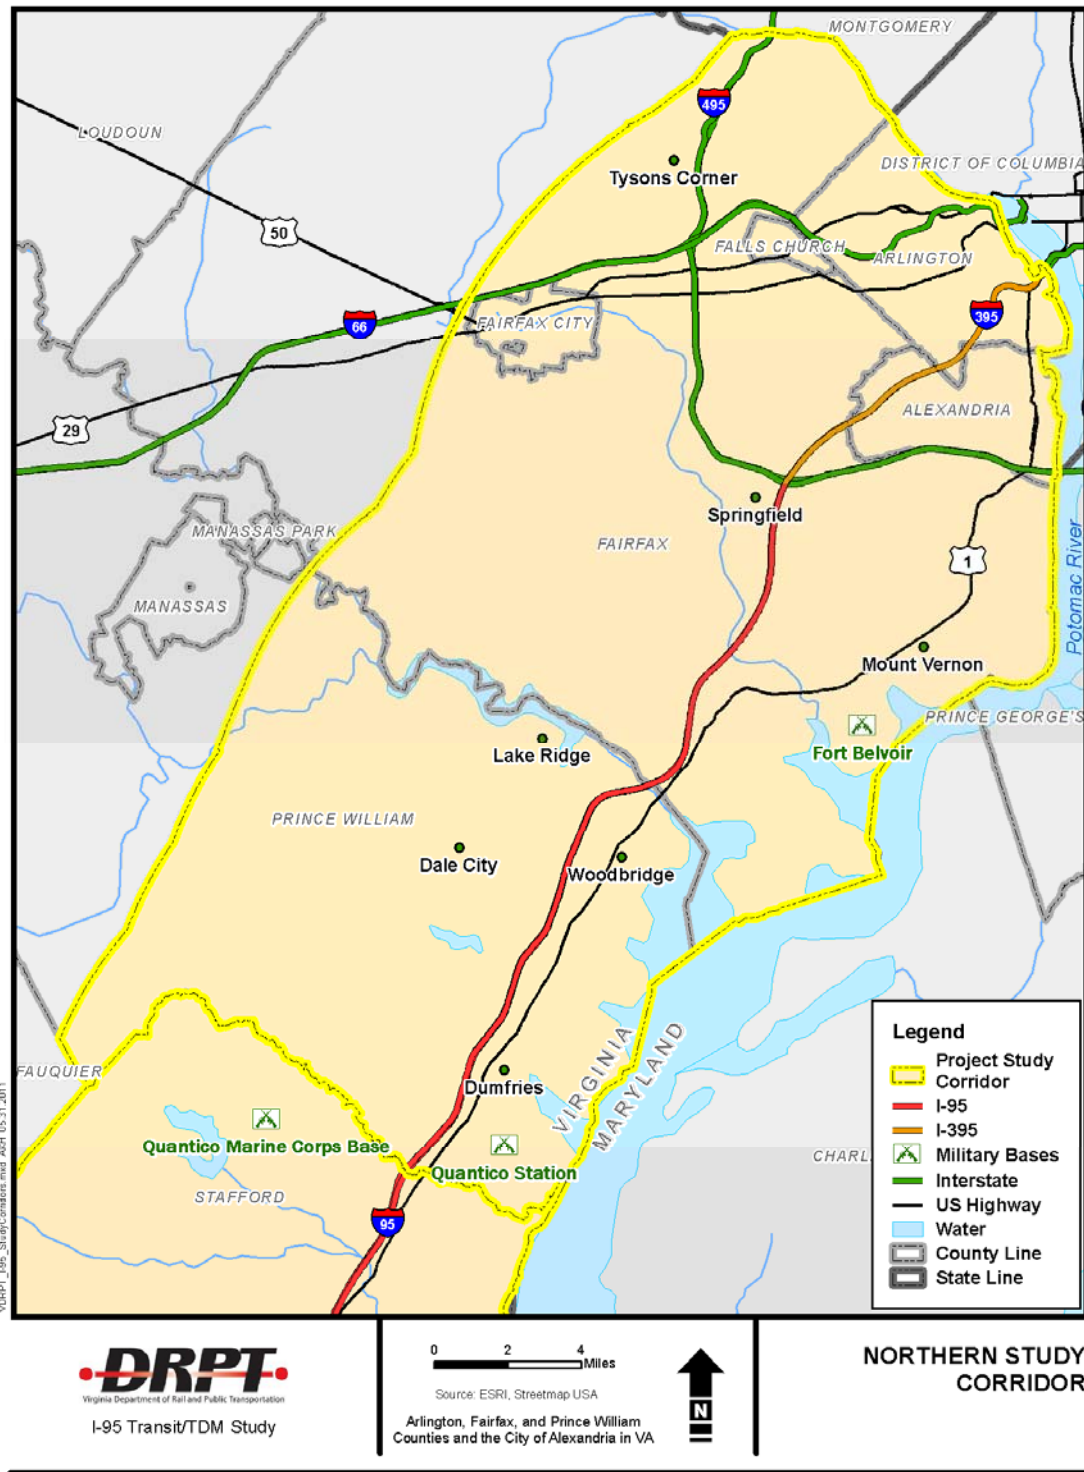 MONTGOMERY
495
LOUDOUN
DISTRICT OF COLUMBIA
Tysons Corner
50
FALLS CHURCH
ARLINGTON
66
FAIRFAX CITY
395
29
ALEXANDRIA
Springfield
MANASSAS PARK
FAIRFAX
1
MANASSAS
Potomac River
Mount Vernon
PRINCE GEORGE'S
Lake Ridge
Fort Belvoir
PRINCE WILLIAM
Dale City
Woodbridge
VIRGINIA
MARYLAND
FAUQUIER
Dumfries
Quantico Marine Corps Base
Quantico Station
CHARL
STAFFORD
95
Legend
Project Study
Corridor
I-95
I-395
Military Bases
Interstate
US Highway
Water
County Line
State Line
DRPT
Virginia Department of Rail and Public Transportation
I-95 Transit/TDM Study
0 2 4
Miles
Source: ESRI, Streetmap USA
Arlington, Fairfax, and Prince William
Counties and the City of Alexandria in VA
N
NORTHERN STUDY
CORRIDOR